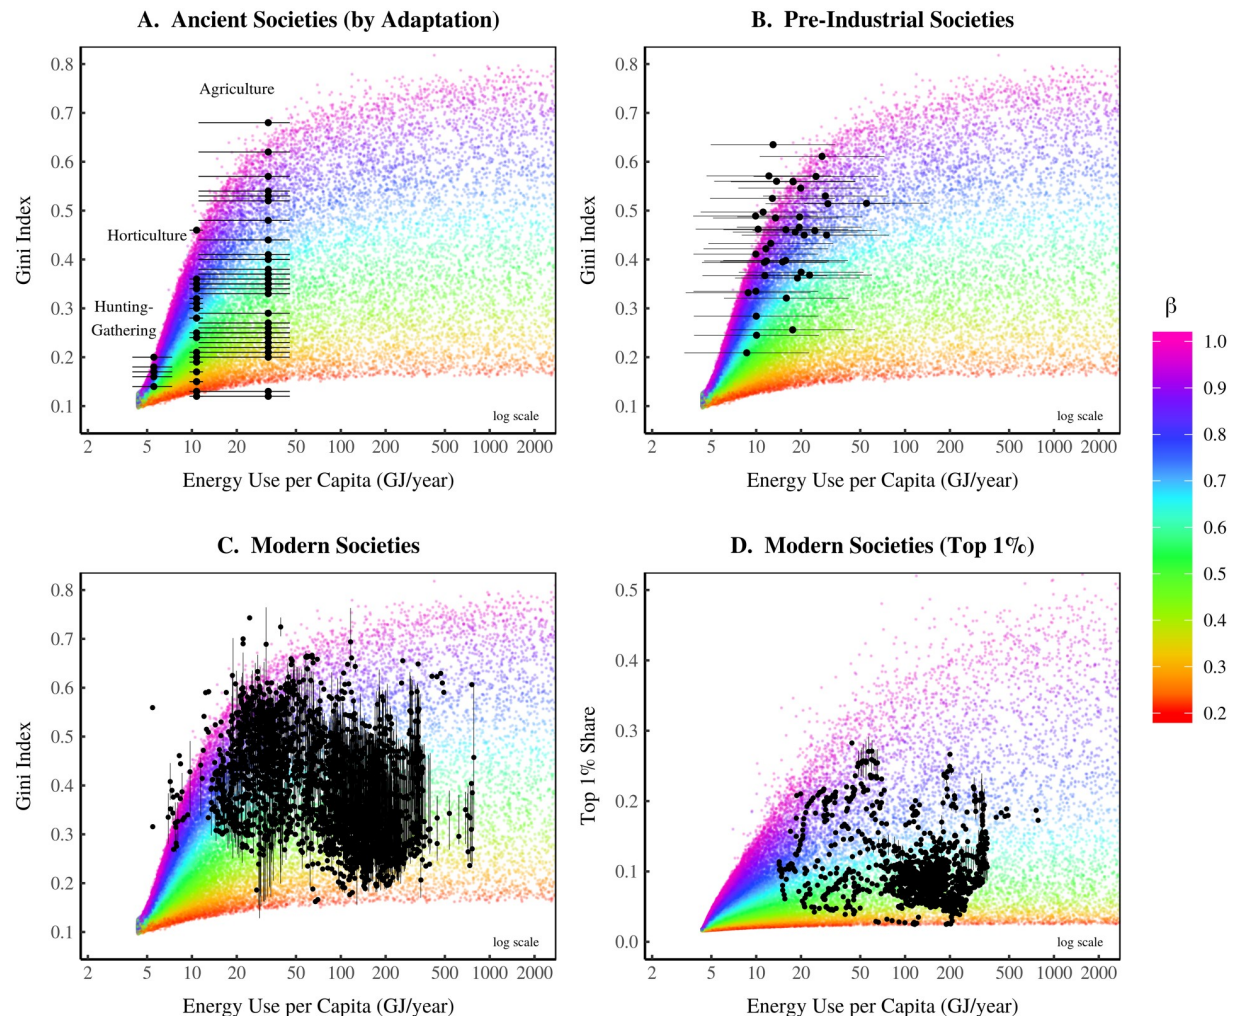 A. Ancient Societies (by Adaptation)
Gini Index
0.8
0.7
0.6
0.5
0.4
0.3
0.2
0.1
Agriculture
Horticulture
Hunting-
Gathering
log scale
2 5 10 20 50 100 200 500 1000 2000
Energy Use per Capita (GJ/year)
B. Pre-Industrial Societies
Gini Index
0.8
0.7
0.6
0.5
0.4
0.3
0.2
0.1
log scale
2 5 10 20 50 100 200 500 1000 2000
Energy Use per Capita (GJ/year)
C. Modern Societies
Gini Index
0.8
0.7
0.6
0.5
0.4
0.3
0.2
0.1
log scale
2 5 10 20 50 100 200 500 1000 2000
Energy Use per Capita (GJ/year)
D. Modern Societies (Top 1%)
Top 1% Share
0.5
0.4
0.3
0.2
0.1
0.0
log scale
2 5 10 20 50 100 200 500 1000 2000
Energy Use per Capita (GJ/year)
β
1.0
0.9
0.8
0.7
0.6
0.5
0.4
0.3
0.2